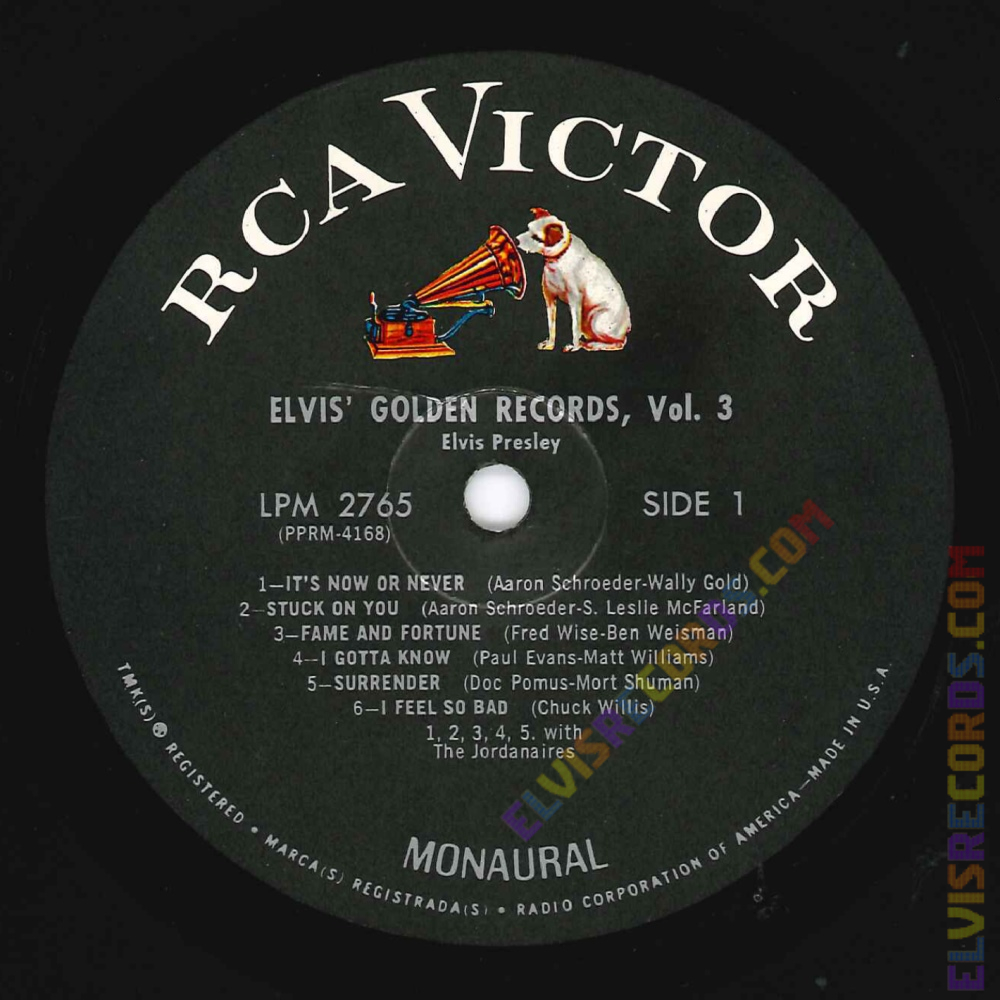 RCA VICTOR
ELVIS' GOLDEN RECORDS, Vol. 3
Elvis Presley
LPM 2765
(PPRM-4168)
SIDE 1
1—IT'S NOW OR NEVER (Aaron Schroeder-Wally Gold)
2—STUCK ON YOU (Aaron Schroeder-S. Leslie McFarland)
3—FAME AND FORTUNE (Fred Wise-Ben Weisman)
4—I GOTTA KNOW (Paul Evans-Matt Williams)
5—SURRENDER (Doc Pomus-Mort Shuman)
6—I FEEL SO BAD (Chuck Willis)
1, 2, 3, 4, 5. with
The Jordanaires
MONAURAL
TMK(S) ® REGISTERED • MARCA(S) REGISTRADA(S) • RADIO CORPORATION OF AMERICA—MADE IN U.S.A.
ELVISRECORDS.COM
ELVISRECORDS.COM